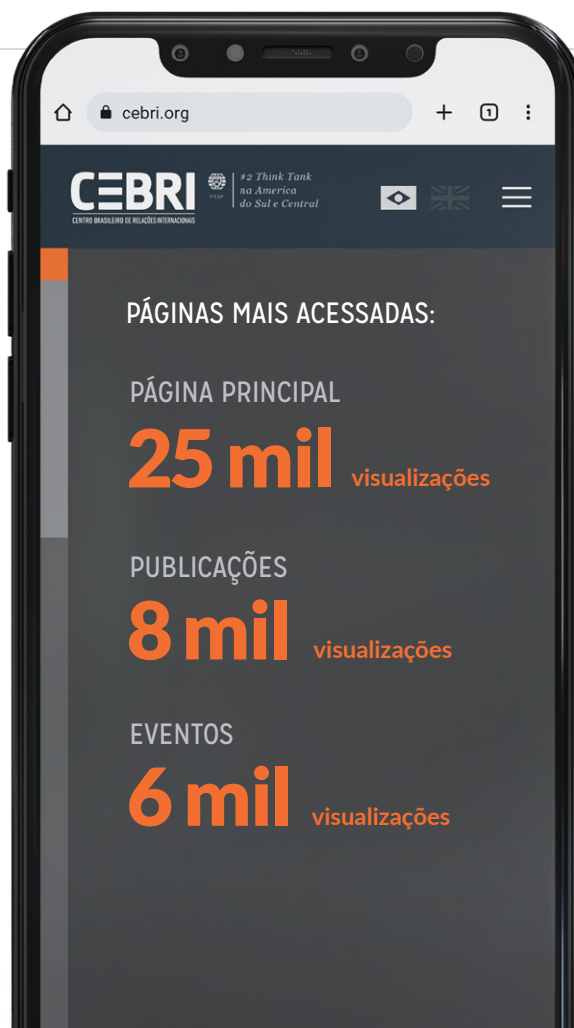 cebri.org
1
CEBRI
CENTRO BRASILEIRO DE RELAÇÕES INTERNACIONAIS
#2 Think Tank
na America
do Sul e Central
PÁGINAS MAIS ACESSADAS:
PÁGINA PRINCIPAL
25 mil visualizações
PUBLICAÇÕES
8 mil visualizações
EVENTOS
6 mil visualizações